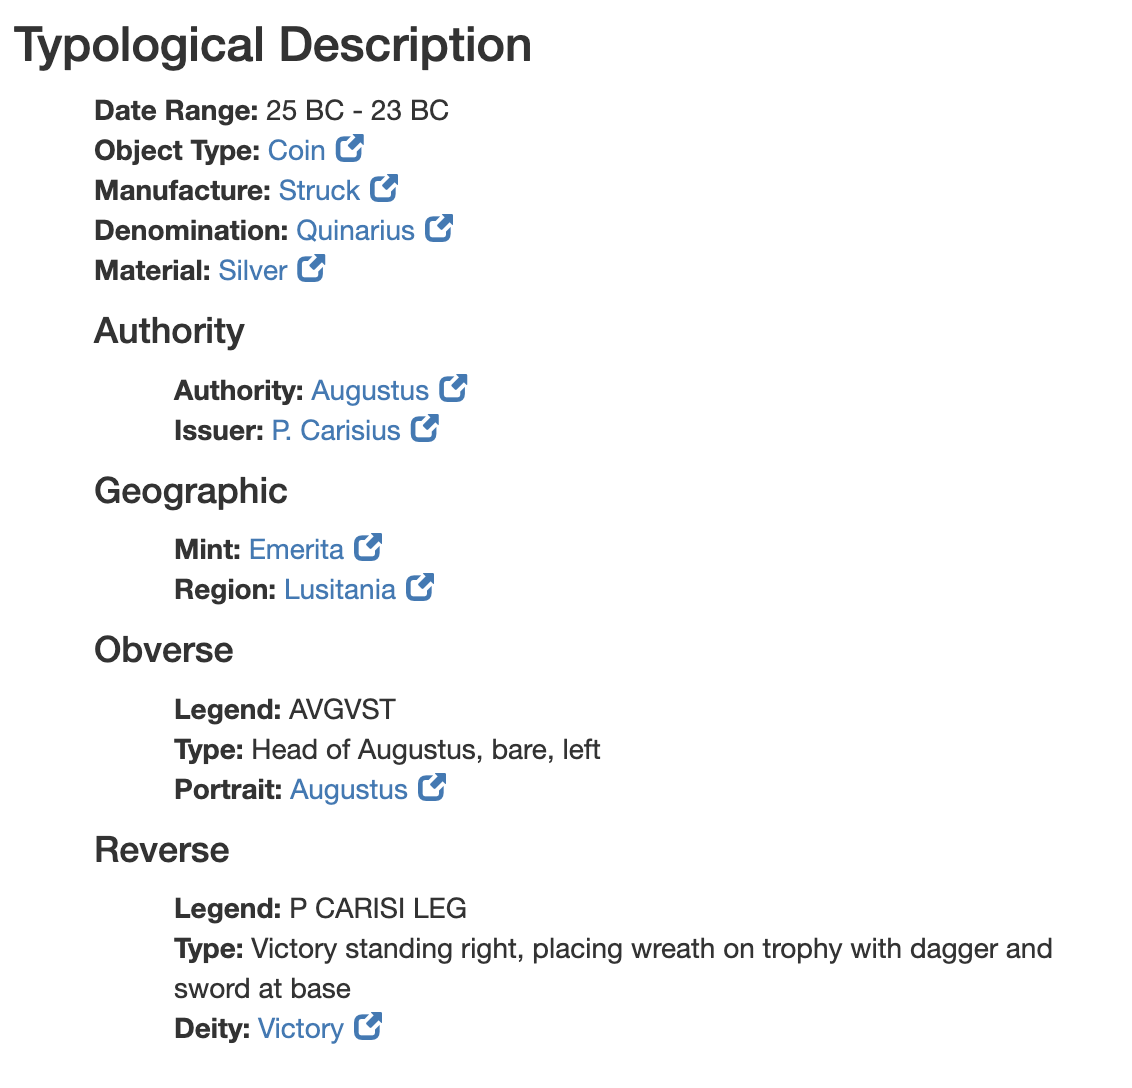 Typological Description
Date Range: 25 BC - 23 BC
Object Type: Coin
Manufacture: Struck
Denomination: Quinarius
Material: Silver
Authority
Authority: Augustus
Issuer: P. Carisius
Geographic
Mint: Emerita
Region: Lusitania
Obverse
Legend: AVGVST
Type: Head of Augustus, bare, left
Portrait: Augustus
Reverse
Legend: P CARISI LEG
Type: Victory standing right, placing wreath on trophy with dagger and
sword at base
Deity: Victory